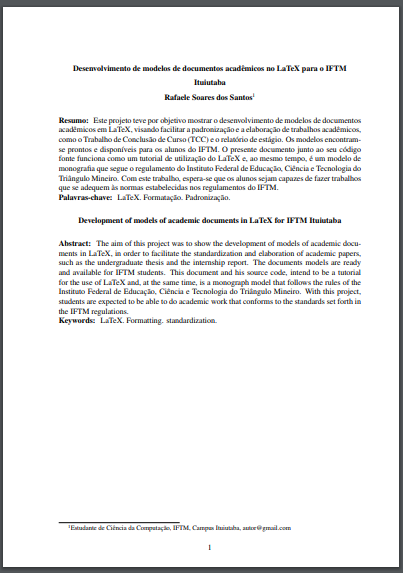 Desenvolvimento de modelos de documentos acadêmicos no LaTeX para o IFTM
Ituiutaba
Rafaele Soares dos Santos¹
Resumo: Este projeto teve por objetivo mostrar o desenvolvimento de modelos de documentos
acadêmicos em LaTeX, visando facilitar a padronização e a elaboração de trabalhos acadêmicos,
como o Trabalho de Conclusão de Curso (TCC) e o relatório de estágio. Os modelos encontram-
se prontos e disponíveis para os alunos do IFTM. O presente documento junto ao seu código
fonte funciona como um tutorial de utilização do LaTeX e, ao mesmo tempo, é um modelo de
monografia que segue o regulamento do Instituto Federal de Educação, Ciência e Tecnologia do
Triângulo Mineiro. Com este trabalho, espera-se que os alunos sejam capazes de fazer trabalhos
que se adequem às normas estabelecidas nos regulamentos do IFTM.
Palavras-chave: LaTeX. Formatação. Padronização.
Development of models of academic documents in LaTeX for IFTM Ituiutaba
Abstract: The aim of this project was to show the development of models of academic docu-
ments in LaTeX, in order to facilitate the standardization and elaboration of academic papers,
such as the undergraduate thesis and the internship report. The documents models are ready
and available for IFTM students. This document and his source code, intend to be a tutorial
for the use of LaTeX and, at the same time, is a monograph model that follows the rules of the
Instituto Federal de Educação, Ciência e Tecnologia do Triângulo Mineiro. With this project,
students are expected to be able to do academic work that conforms to the standards set forth in
the IFTM regulations.
Keywords: LaTeX. Formatting. standardization.
¹Estudante de Ciência da Computação, IFTM, Campus Ituiutaba, autor@gmail.com
1